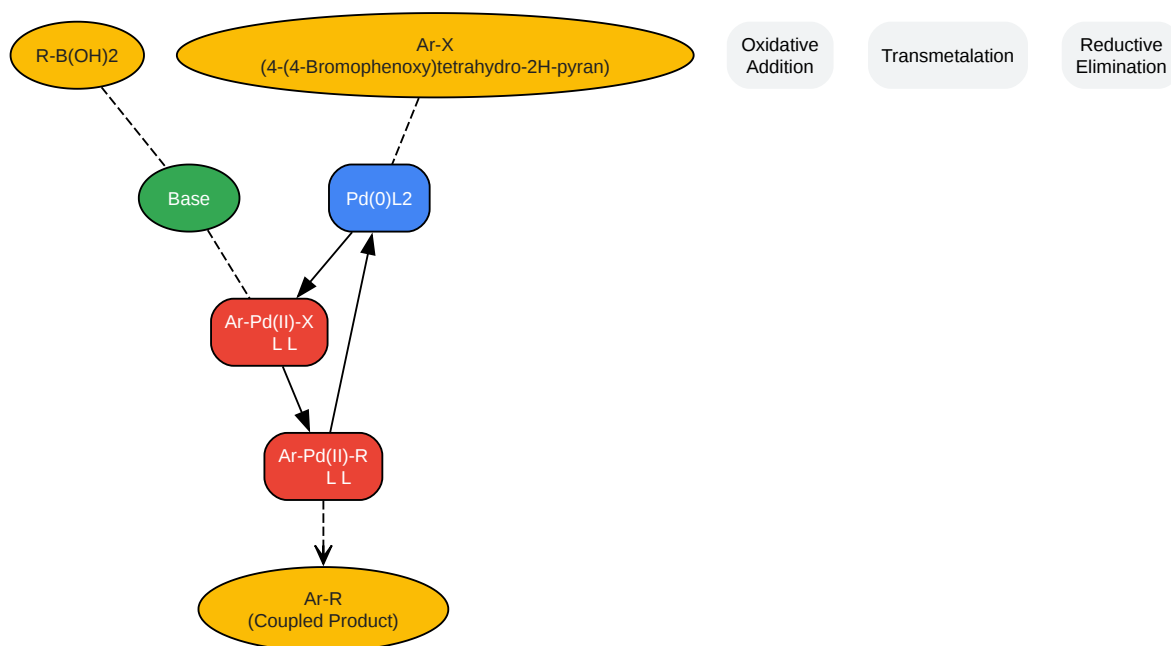 R-B(OH)2
Ar-X
(4-(4-Bromophenoxy)tetrahydro-2H-pyran)
Oxidative
Addition
Transmetalation
Reductive
Elimination
Base
Pd(0)L2
Ar-Pd(II)-X
L L
Ar-Pd(II)-R
L L
Ar-R
(Coupled Product)